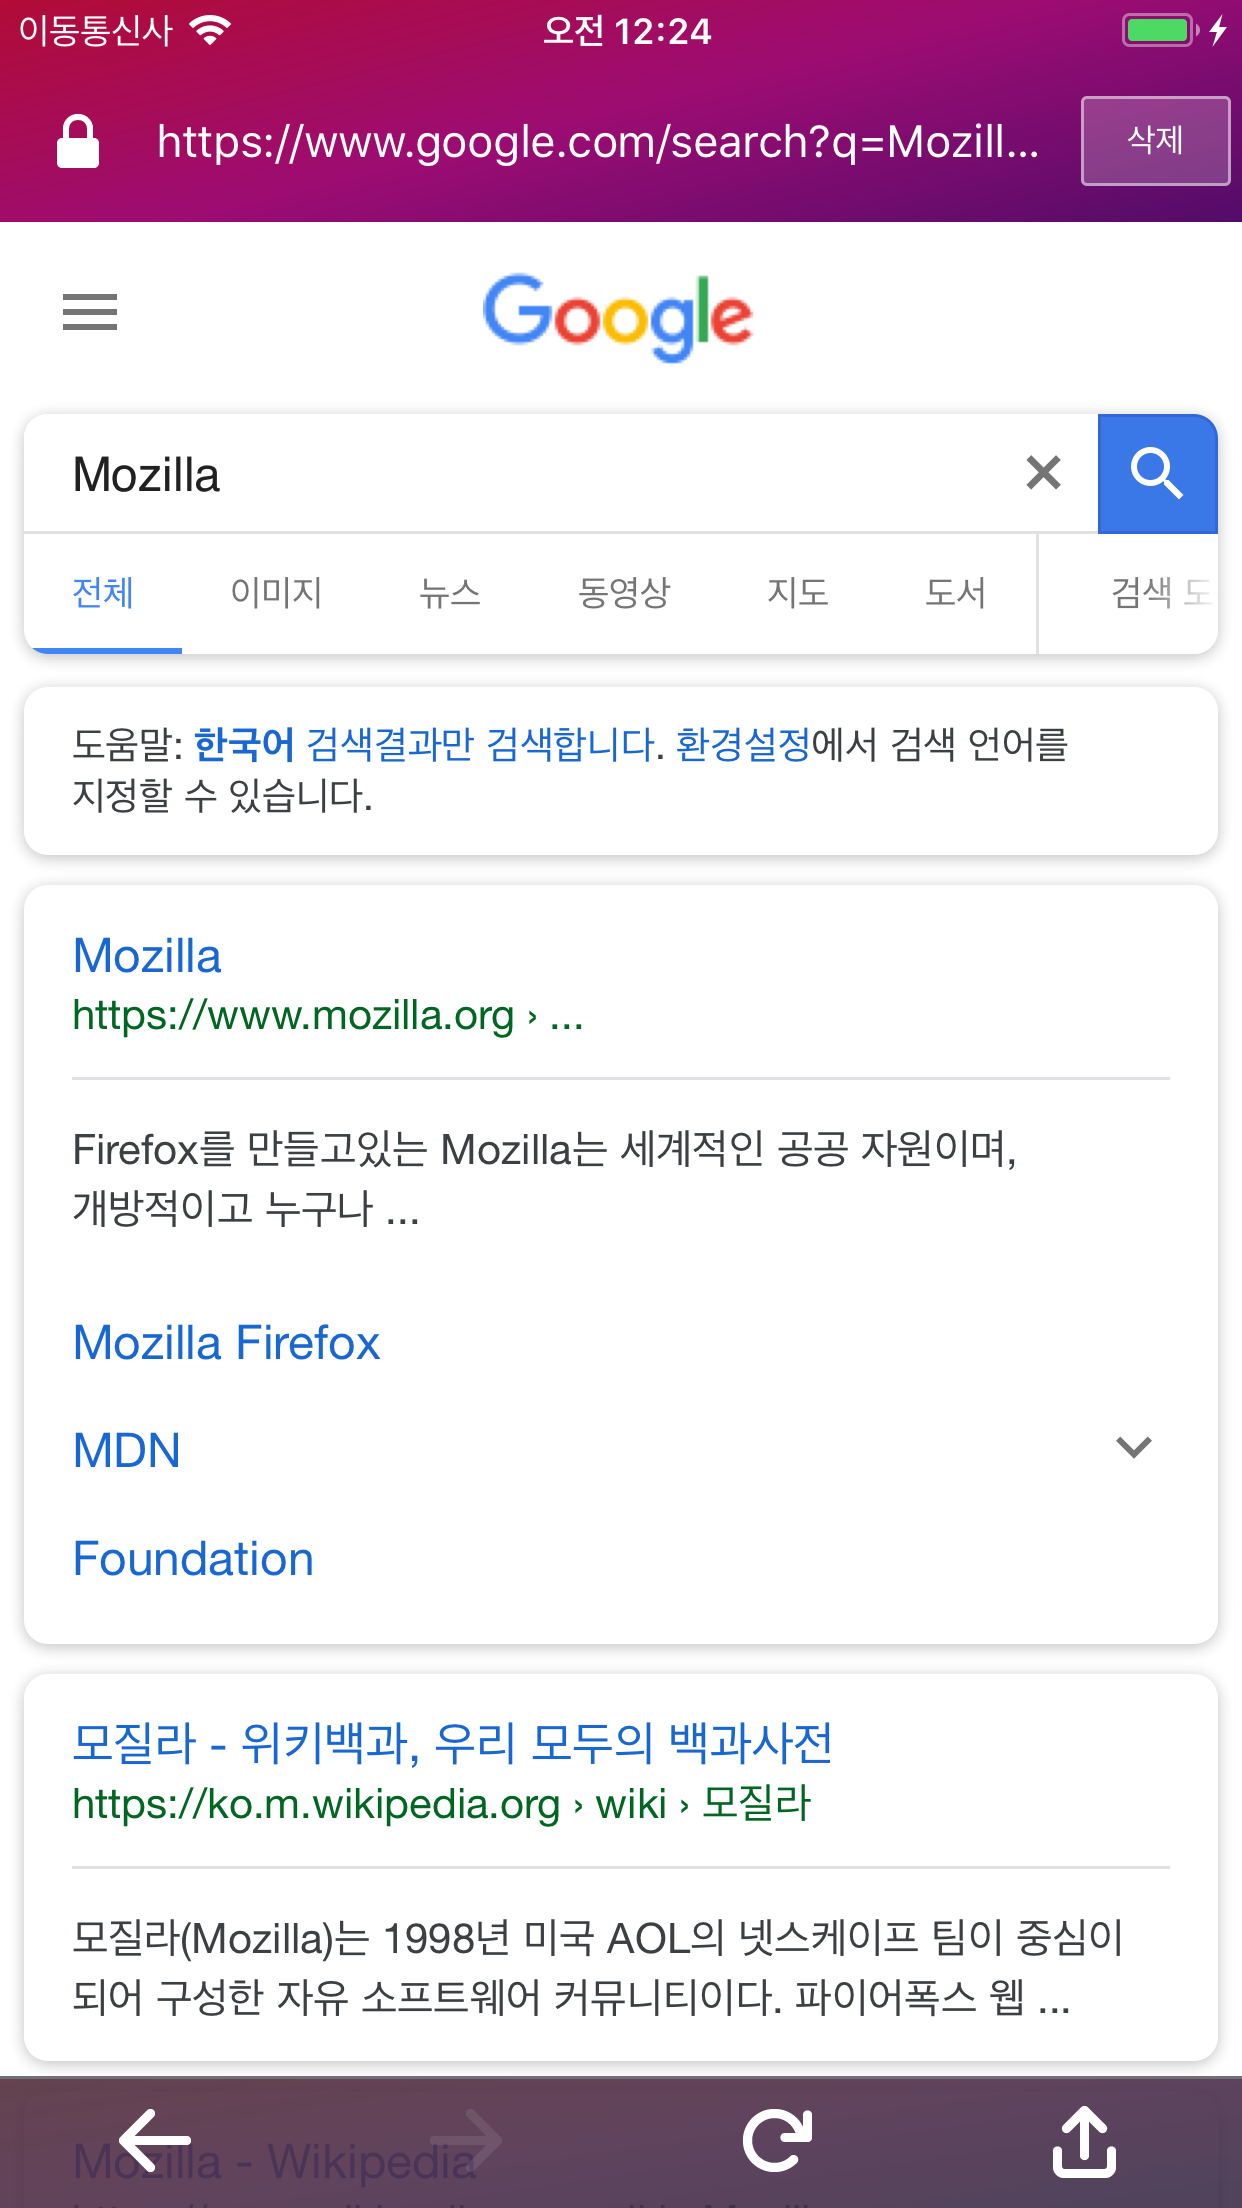 이동통신사
오전 12:24
https://www.google.com/search?q=Mozill...
삭제
Google
Mozilla
전체 이미지 뉴스 동영상 지도 도서 검색
도움말: 한국어 검색결과만 검색합니다. 환경설정에서 검색 언어를
지정할 수 있습니다.
Mozilla
https://www.mozilla.org › ...
Firefox를 만들고있는 Mozilla는 세계적인 공공 자원이며,
개방적이고 누구나 ...
Mozilla Firefox
MDN
Foundation
모질라 - 위키백과, 우리 모두의 백과사전
https://ko.m.wikipedia.org › wiki › 모질라
모질라(Mozilla)는 1998년 미국 AOL의 넷스케이프 팀이 중심이
되어 구성한 자유 소프트웨어 커뮤니티이다. 파이어폭스 웹 ...
Mozilla - Wikipedia